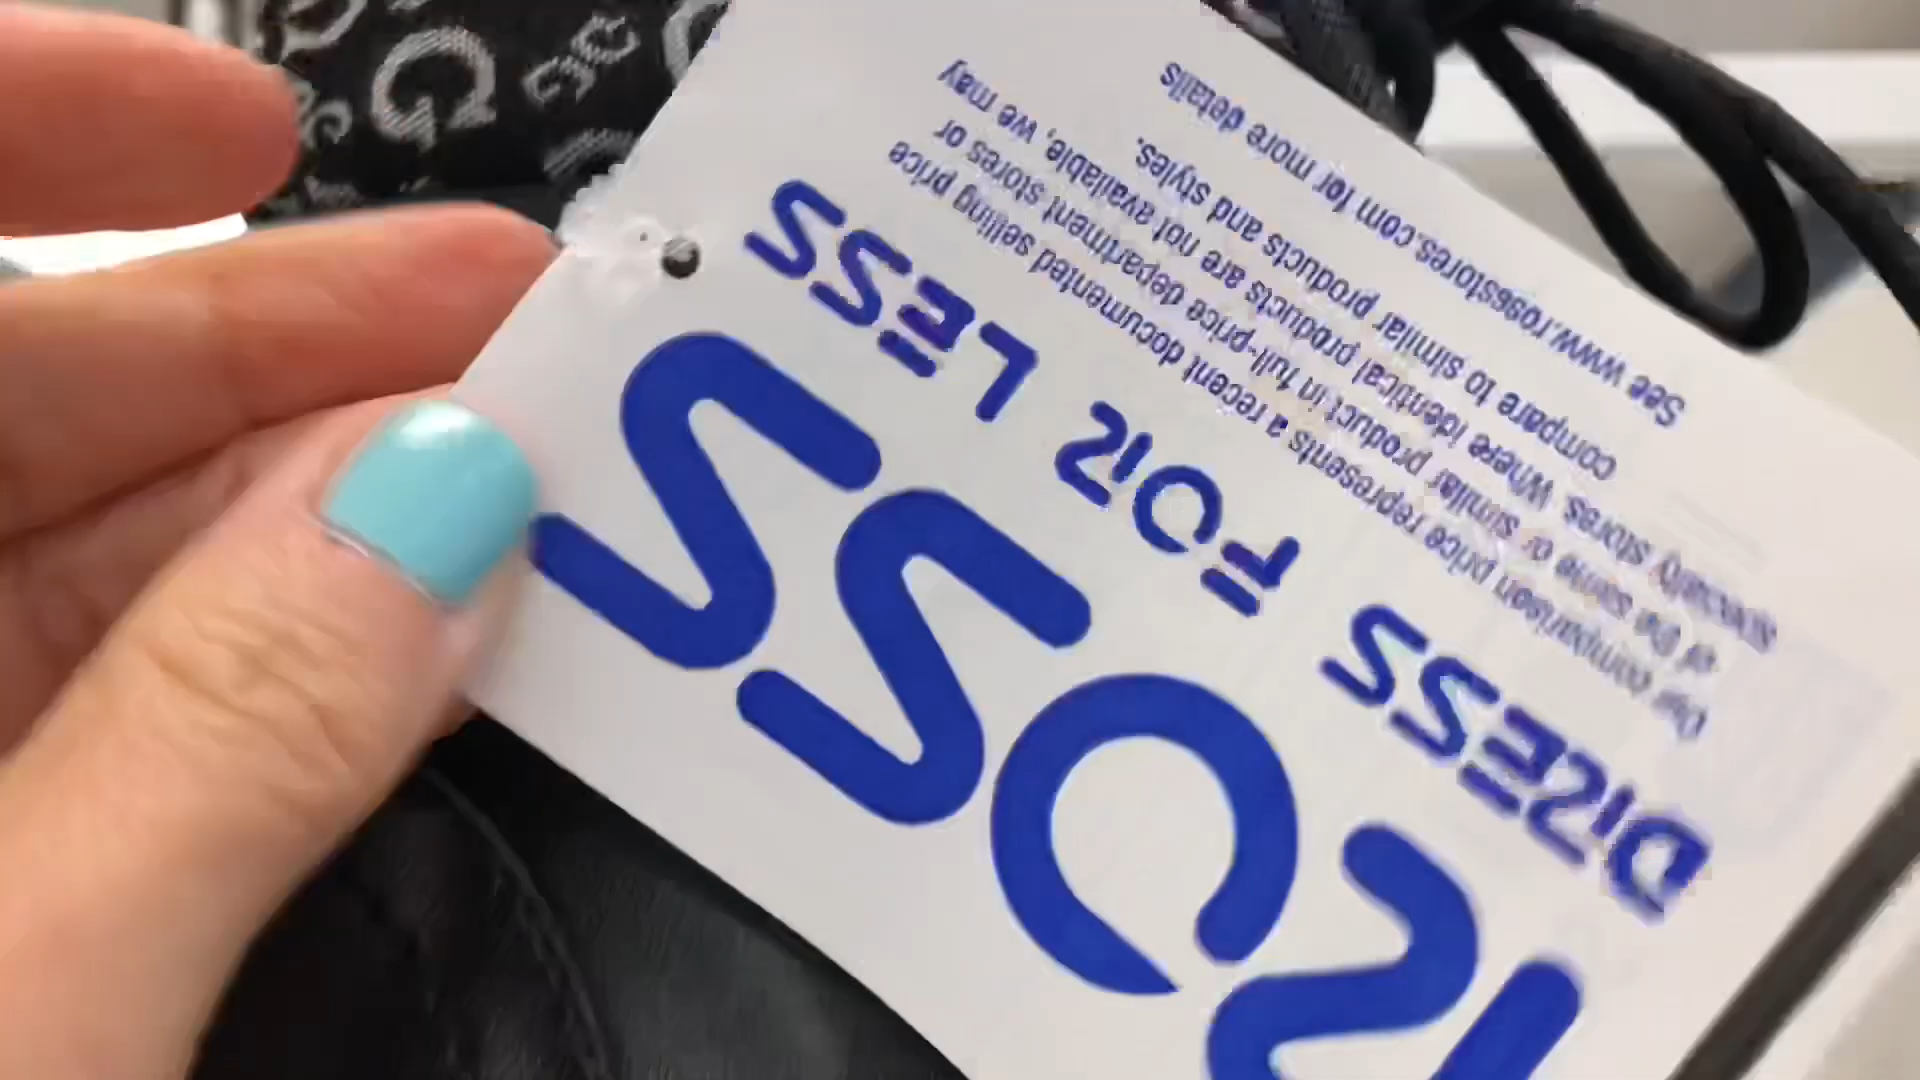 ROSS
DRESS FOR LESS
Our comparison price represents a recent documented selling price
of the same or similar product in full-price department stores or
specialty stores. Where identical products are not available, we may
compare to similar products and styles.
See www.rossstores.com for more details